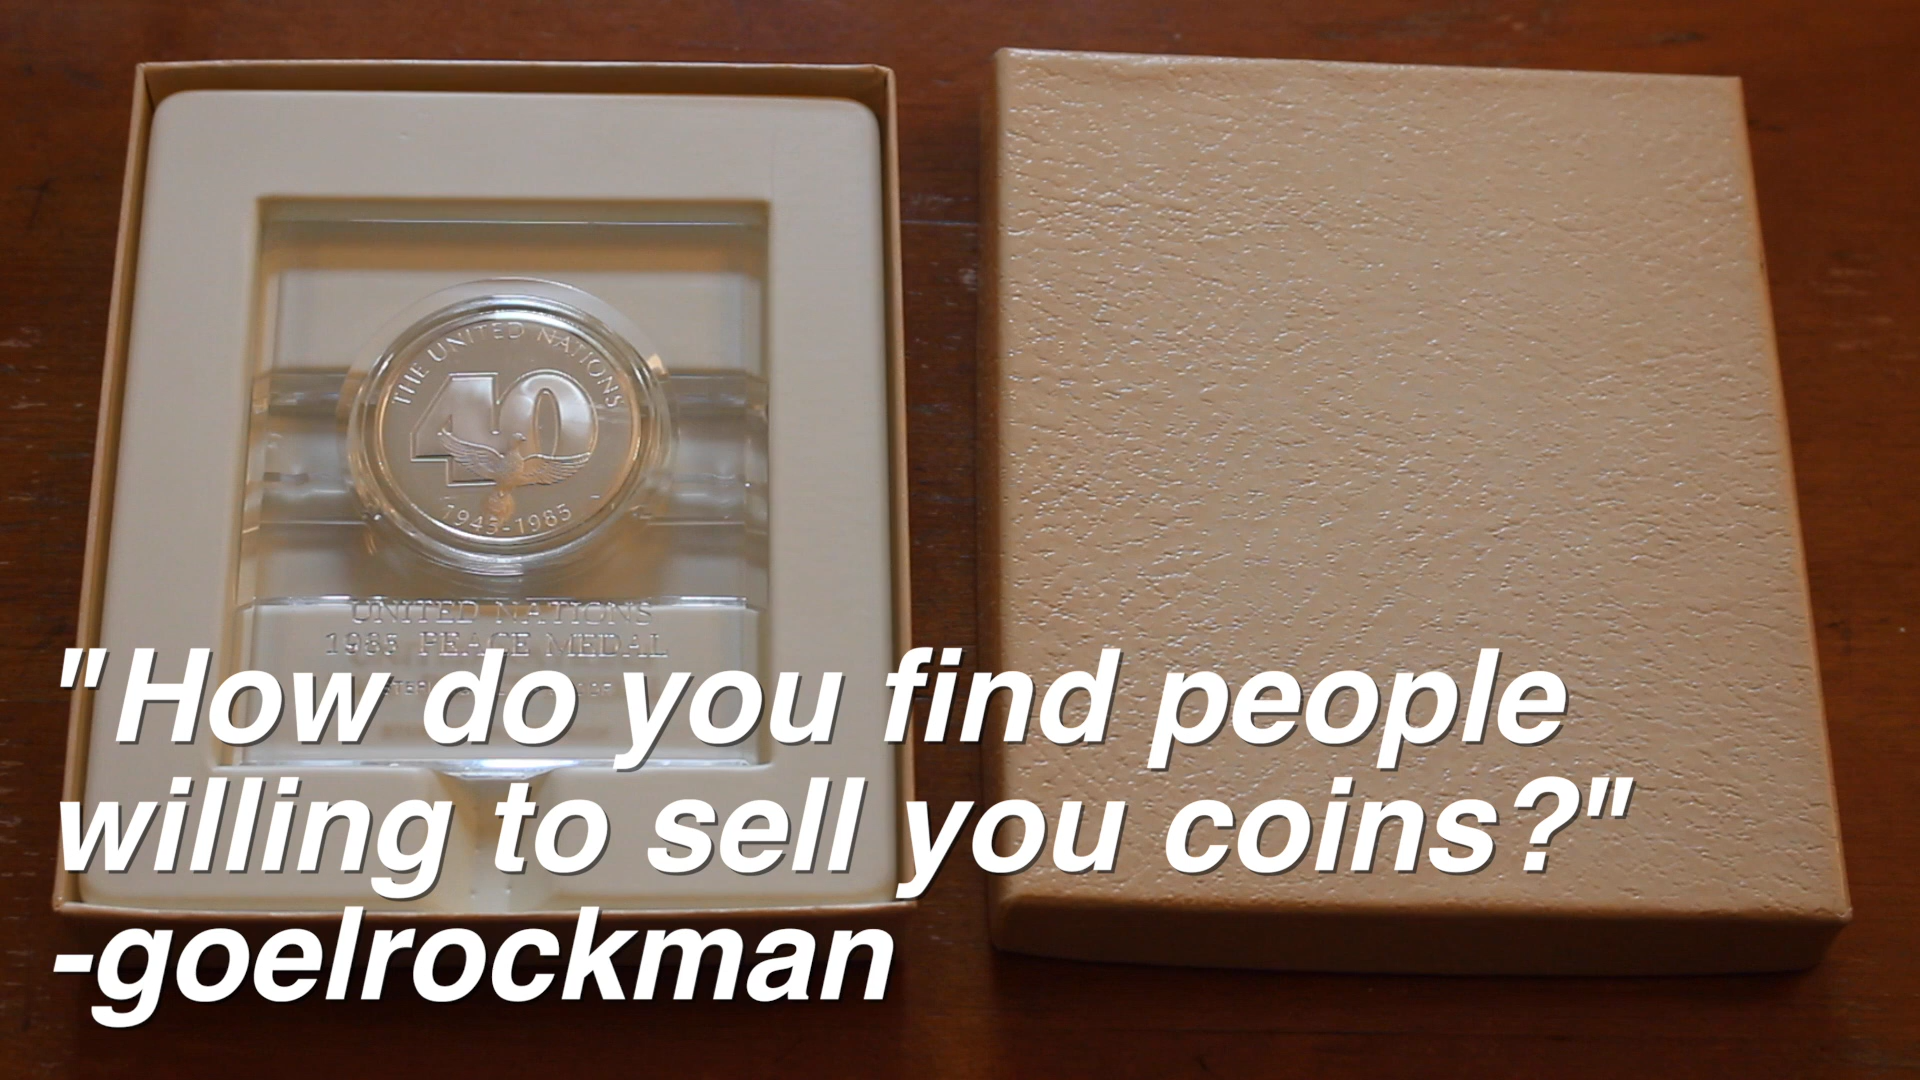 THE UNITED NATIONS
40
1945-1985
UNITED NATIONS
1985 PEACE MEDAL
"How do you find people
willing to sell you coins?"
-goelrockman